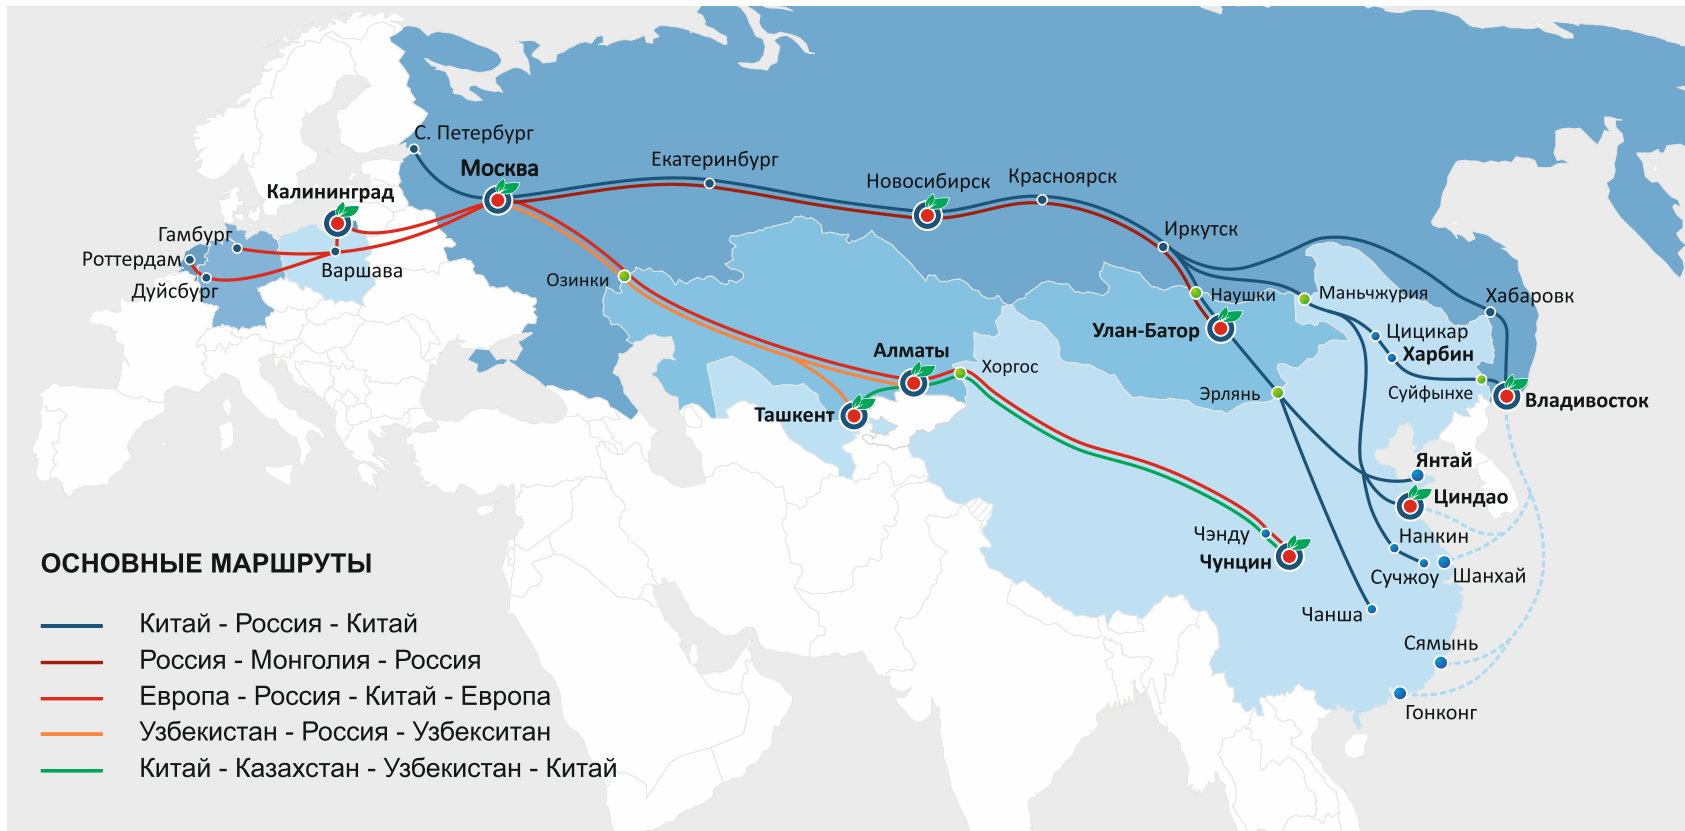 С. Петербург
Москва
Екатеринбург
Новосибирск
Красноярск
Калининград
Гамбург
Роттердам
Варшава
Дуйсбург
Озинки
Иркутск
Наушки
Маньчжурия
Хабаровк
Улан-Батор
Цицикар
Харбин
Алматы
Хоргос
Эрлянь
Суйфынхе
Владивосток
Ташкент
Янтай
Циндао
Чэнду
Чунцин
Нанкин
Сучжоу
Шанхай
Чанша
Сямынь
Гонконг
ОСНОВНЫЕ МАРШРУТЫ
Китай - Россия - Китай
Россия - Монголия - Россия
Европа - Россия - Китай - Европа
Узбекистан - Россия - Узбекситан
Китай - Казахстан - Узбекистан - Китай